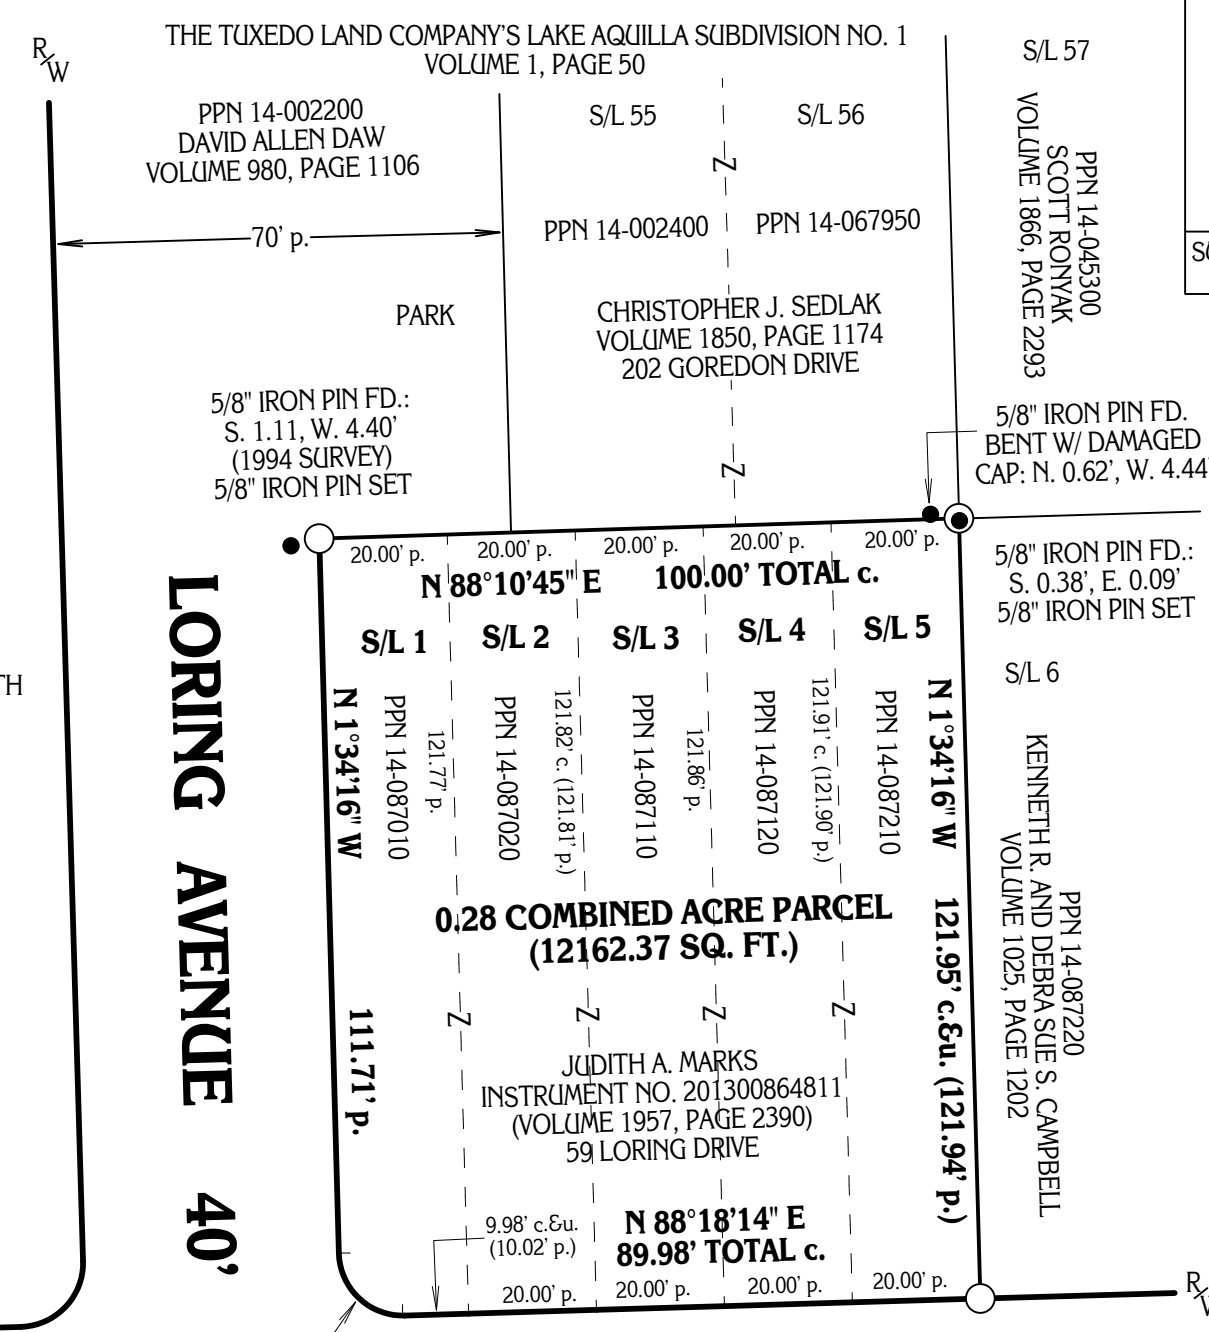 THE TUXEDO LAND COMPANY'S LAKE AQUILLA SUBDIVISION NO. 1
VOLUME 1, PAGE 50
R/W
S/L 57
PPN 14-002200
DAVID ALLEN DAW
VOLUME 980, PAGE 1106
S/L 55
S/L 56
Z
PPN 14-045300
SCOTT RONYAK
VOLUME 1866, PAGE 2293
70' p.
PPN 14-002400
PPN 14-067950
PARK
CHRISTOPHER J. SEDLAK
VOLUME 1850, PAGE 1174
202 GOREDON DRIVE
5/8" IRON PIN FD.:
S. 1.11, W. 4.40'
(1994 SURVEY)
5/8" IRON PIN SET
Z
5/8" IRON PIN FD.
BENT W/ DAMAGED
CAP: N. 0.62', W. 4.44'
20.00' p.
20.00' p.
20.00' p.
20.00' p.
20.00' p.
N 88°10'45" E
100.00' TOTAL c.
5/8" IRON PIN FD.:
S. 0.38', E. 0.09'
5/8" IRON PIN SET
S/L 1
S/L 2
S/L 3
S/L 4
S/L 5
S/L 6
TH
LORING AVENUE 40'
N 1°34'16" W
111.71' p.
PPN 14-087010
121.77' p.
PPN 14-087020
121.82' c. (121.81' p.)
PPN 14-087110
121.86' p.
PPN 14-087120
121.91' c. (121.90' p.)
PPN 14-087210
N 1°34'16" W
121.95' c.&u. (121.94' p.)
PPN 14-087220
KENNETH R. AND DEBRA SUE S. CAMPBELL
VOLUME 1025, PAGE 1202
0.28 COMBINED ACRE PARCEL
(12162.37 SQ. FT.)
Z
Z
Z
Z
JUDITH A. MARKS
INSTRUMENT NO. 201300864811
(VOLUME 1957, PAGE 2390)
59 LORING DRIVE
9.98' c.&u.
(10.02' p.)
N 88°18'14" E
89.98' TOTAL c.
20.00' p.
20.00' p.
20.00' p.
20.00' p.
R/